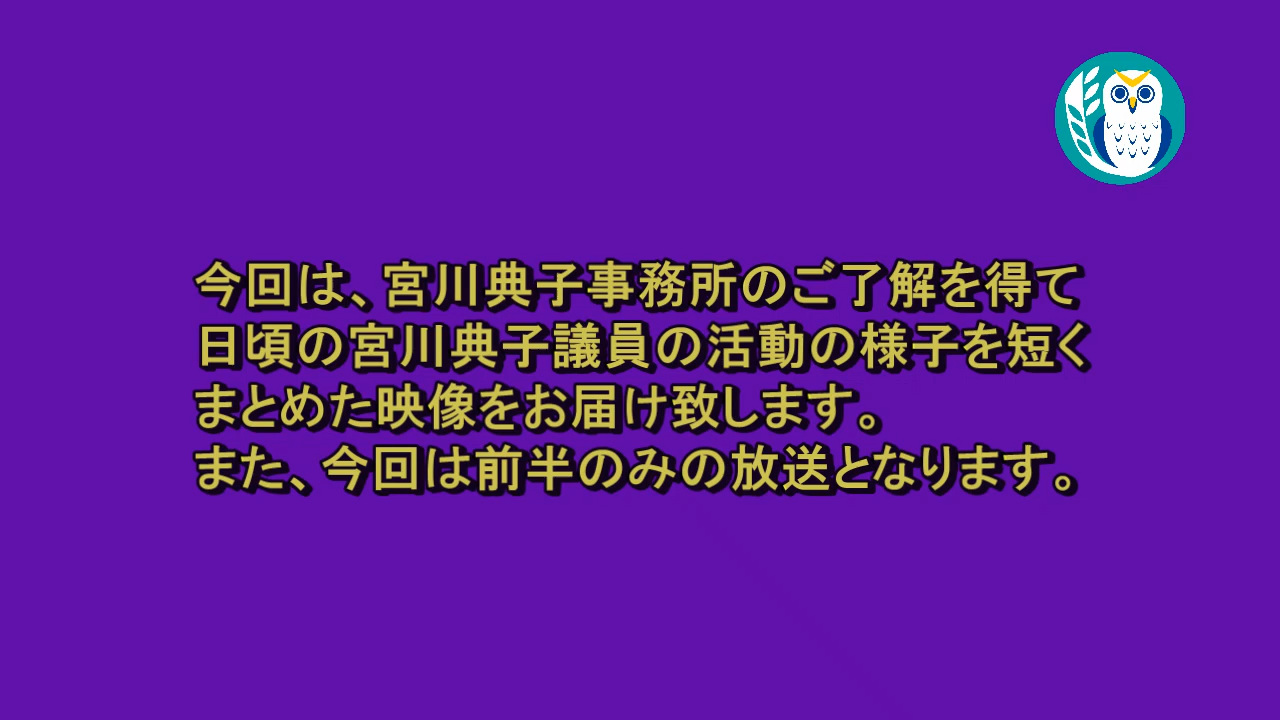 今回は、宮川典子事務所のご了解を得て
日頃の宮川典子議員の活動の様子を短く
まとめた映像をお届け致します。
また、今回は前半のみの放送となります。